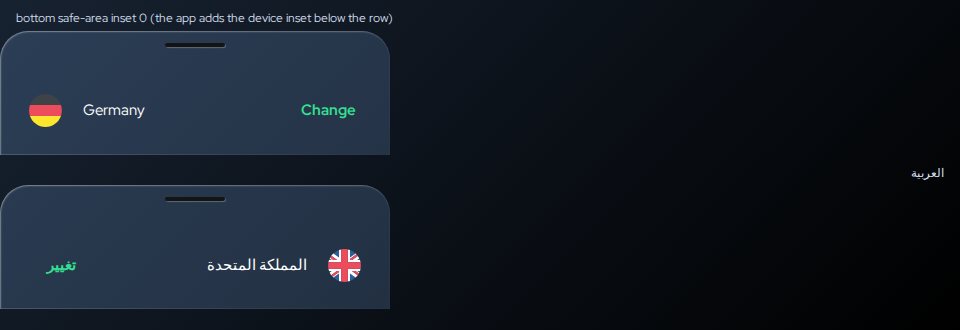 bottom safe-area inset 0 (the app adds the device inset below the row)
Germany
Change
العربية
المملكة المتحدة
تغيير